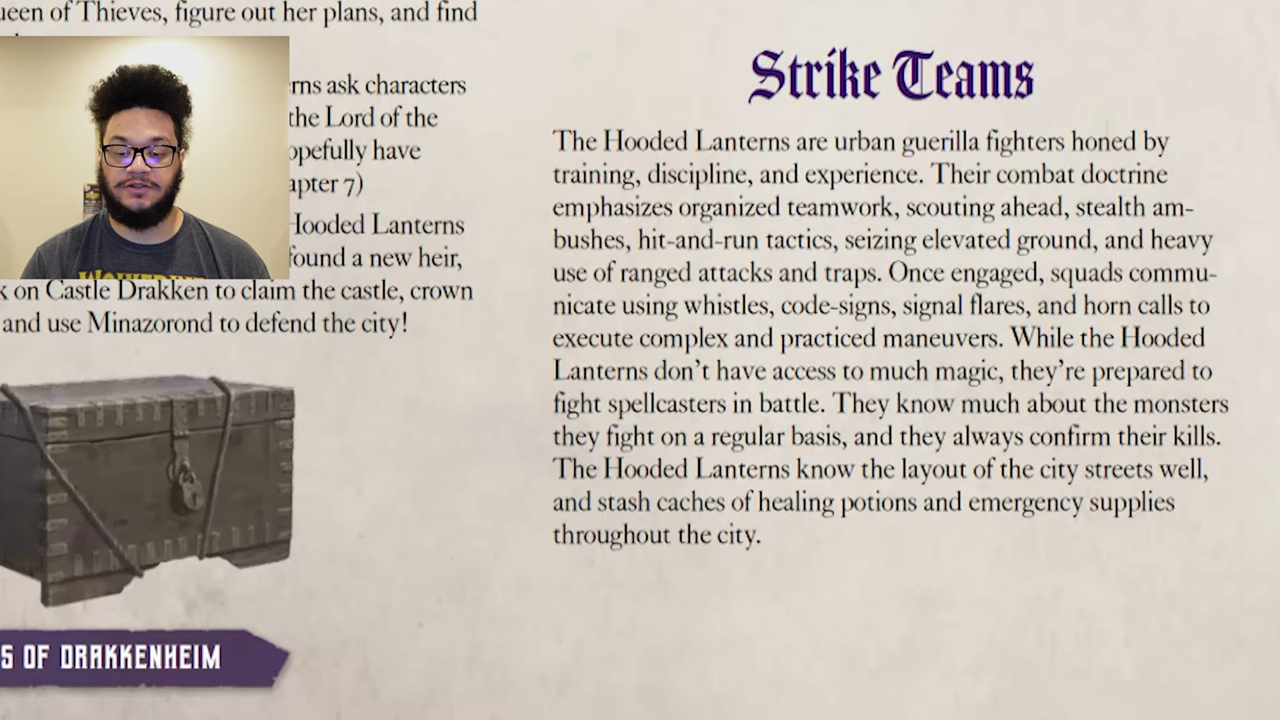 ueen of Thieves, figure out her plans, and find
rns ask characters
the Lord of the
opefully have
apter 7)
Hooded Lanterns
found a new heir,
k on Castle Drakken to claim the castle, crown
and use Minazorond to defend the city!
S OF DRAKKENHEIM
Strike Teams
The Hooded Lanterns are urban guerilla fighters honed by
training, discipline, and experience. Their combat doctrine
emphasizes organized teamwork, scouting ahead, stealth am-
bushes, hit-and-run tactics, seizing elevated ground, and heavy
use of ranged attacks and traps. Once engaged, squads commu-
nicate using whistles, code-signs, signal flares, and horn calls to
execute complex and practiced maneuvers. While the Hooded
Lanterns don't have access to much magic, they're prepared to
fight spellcasters in battle. They know much about the monsters
they fight on a regular basis, and they always confirm their kills.
The Hooded Lanterns know the layout of the city streets well,
and stash caches of healing potions and emergency supplies
throughout the city.